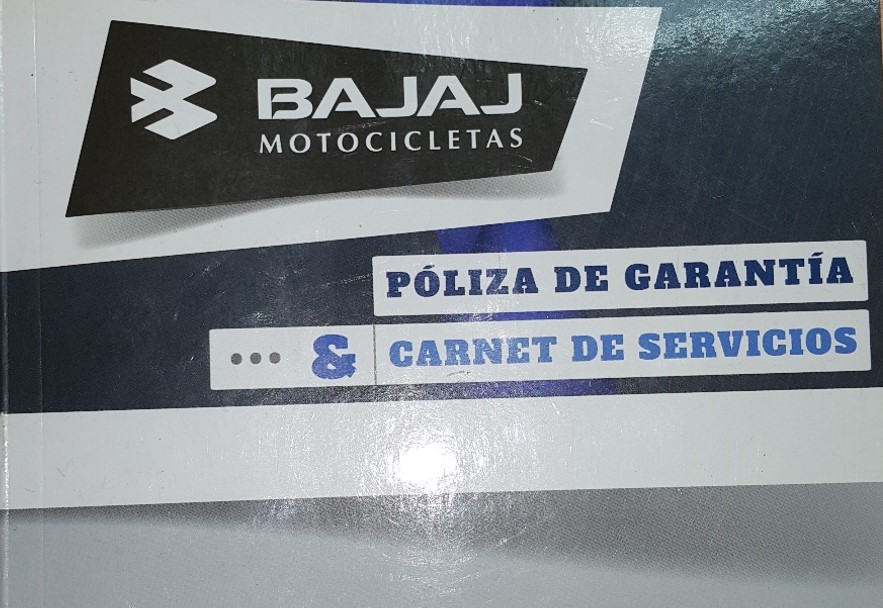 BAJAJ
MOTOCICLETAS
PÓLIZA DE GARANTÍA
... & CARNET DE SERVICIOS